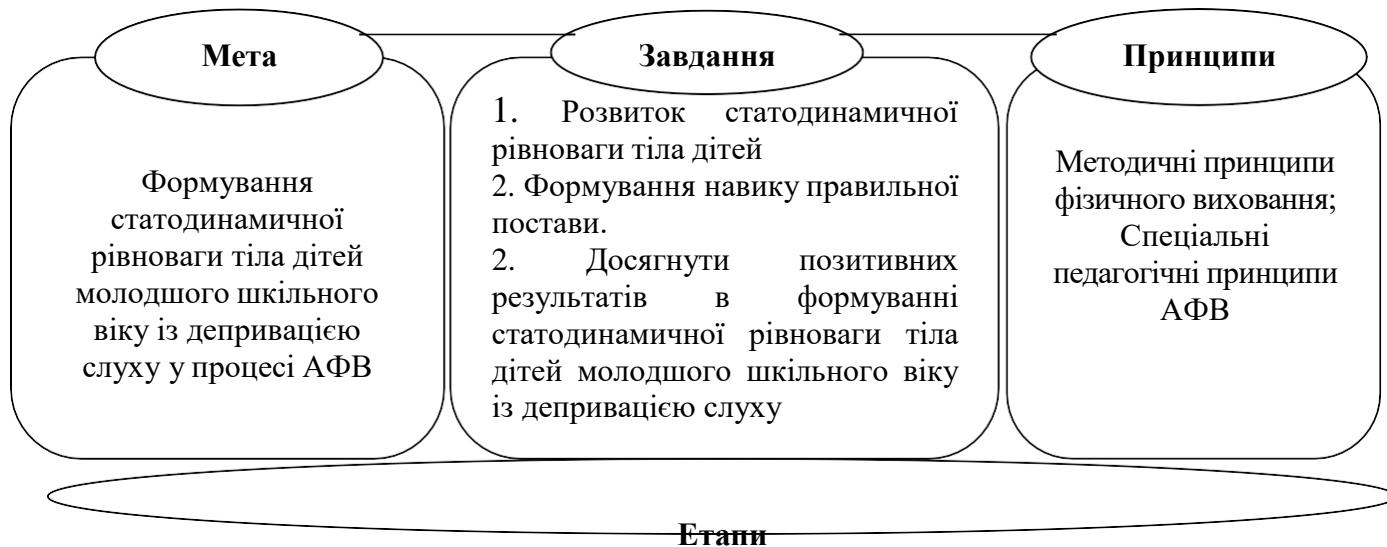 Мета
Завдання
Принципи
Формування
статодинамичної
рівноваги тіла дітей
молодшого шкільного
віку із депривацією
слуху у процесі АФВ
1. Розвиток статодинамичної
рівноваги тіла дітей
2. Формування навику правильної
постави.
2. Досягнути позитивних
результатів в формуванні
статодинамичної рівноваги тіла
дітей молодшого шкільного віку
із депривацією слуху
Методичні принципи
фізичного виховання;
Спеціальні
педагогічні принципи
АФВ
Етапи